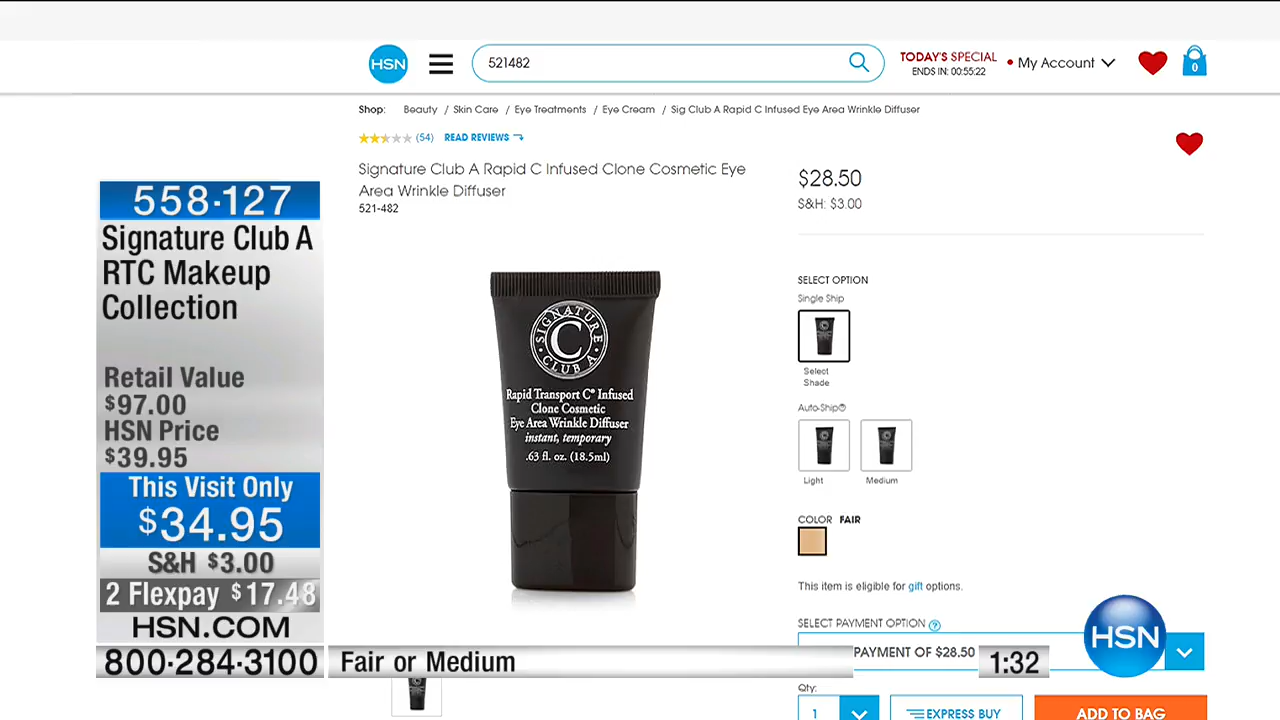 HSN
521482
TODAY'S SPECIAL
ENDS IN: 00:55:22
My Account
0
Shop: Beauty / Skin Care / Eye Treatments / Eye Cream / Sig Club A Rapid C Infused Eye Area Wrinkle Diffuser
(54) READ REVIEWS
Signature Club A Rapid C Infused Clone Cosmetic Eye
Area Wrinkle Diffuser
521-482
$28.50
S&H: $3.00
558-127
Signature Club A
RTC Makeup
Collection
Retail Value
$97.00
HSN Price
$39.95
This Visit Only
$34.95
S&H $3.00
2 Flexpay $17.48
HSN.COM
800-284-3100
SIGNATURE
C
CLUB A
Rapid Transport C® Infused
Clone Cosmetic
Eye Area Wrinkle Diffuser
instant, temporary
.63 fl. oz. (18.5ml)
SELECT OPTION
Single Ship
Select
Shade
Auto-Ship®
Light Medium
COLOR FAIR
This item is eligible for gift options.
SELECT PAYMENT OPTION ?
PAYMENT OF $28.50
HSN
Fair or Medium
1:32
Qty:
1
EXPRESS BUY
ADD TO BAG